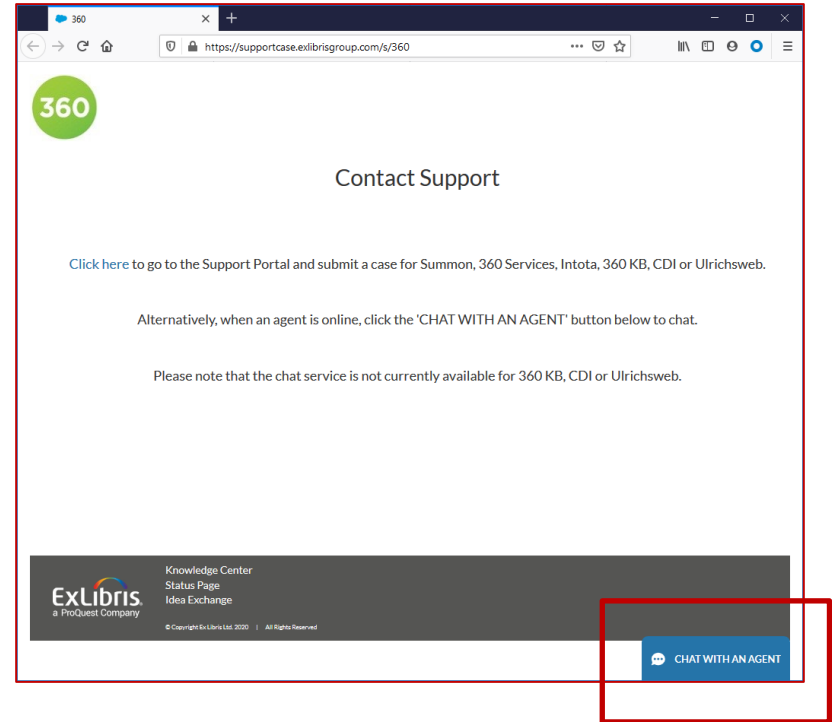 360
https://supportcase.exlibrisgroup.com/s/360
360
Contact Support
Click here to go to the Support Portal and submit a case for Summon, 360 Services, Intota, 360 KB, CDI or Ulrichsweb.
Alternatively, when an agent is online, click the 'CHAT WITH AN AGENT' button below to chat.
Please note that the chat service is not currently available for 360 KB, CDI or Ulrichsweb.
Knowledge Center
Status Page
Idea Exchange
ExLibris.
a ProQuest Company
© Copyright Ex Libris Ltd. 2020 | All Rights Reserved
CHAT WITH AN AGENT